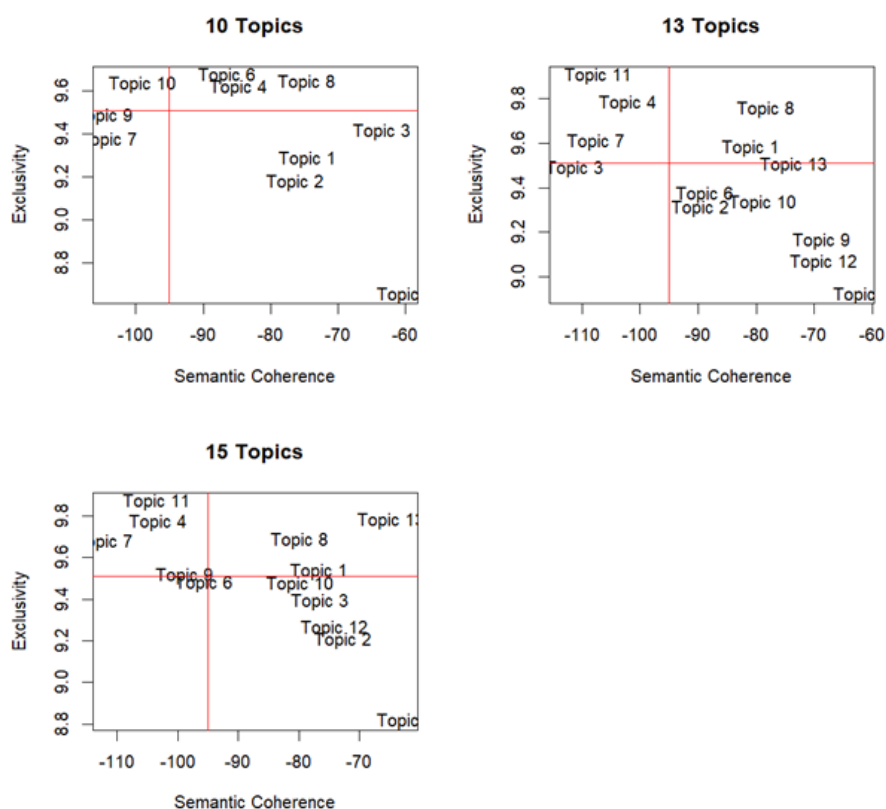 10 Topics
Exclusivity
9.6
9.4
9.2
9.0
8.8
Topic 6
Topic 10
Topic 4
Topic 8
opic 9
Topic 3
opic 7
Topic 1
Topic 2
Topic
-100
-90
-80
-70
-60
Semantic Coherence
13 Topics
Exclusivity
9.8
9.6
9.4
9.2
9.0
Topic 11
Topic 4
Topic 8
Topic 7
Topic 1
Topic 3
Topic 13
Topic 6
Topic 10
Topic 2
Topic 9
Topic 12
Topic
-110
-100
-90
-80
-70
-60
Semantic Coherence
15 Topics
Exclusivity
9.8
9.6
9.4
9.2
9.0
8.8
Topic 11
Topic 4
Topic 13
Topic 8
opic 7
Topic 9
Topic 1
Topic 6
Topic 10
Topic 3
Topic 12
Topic 2
Topic
-110
-100
-90
-80
-70
Semantic Coherence